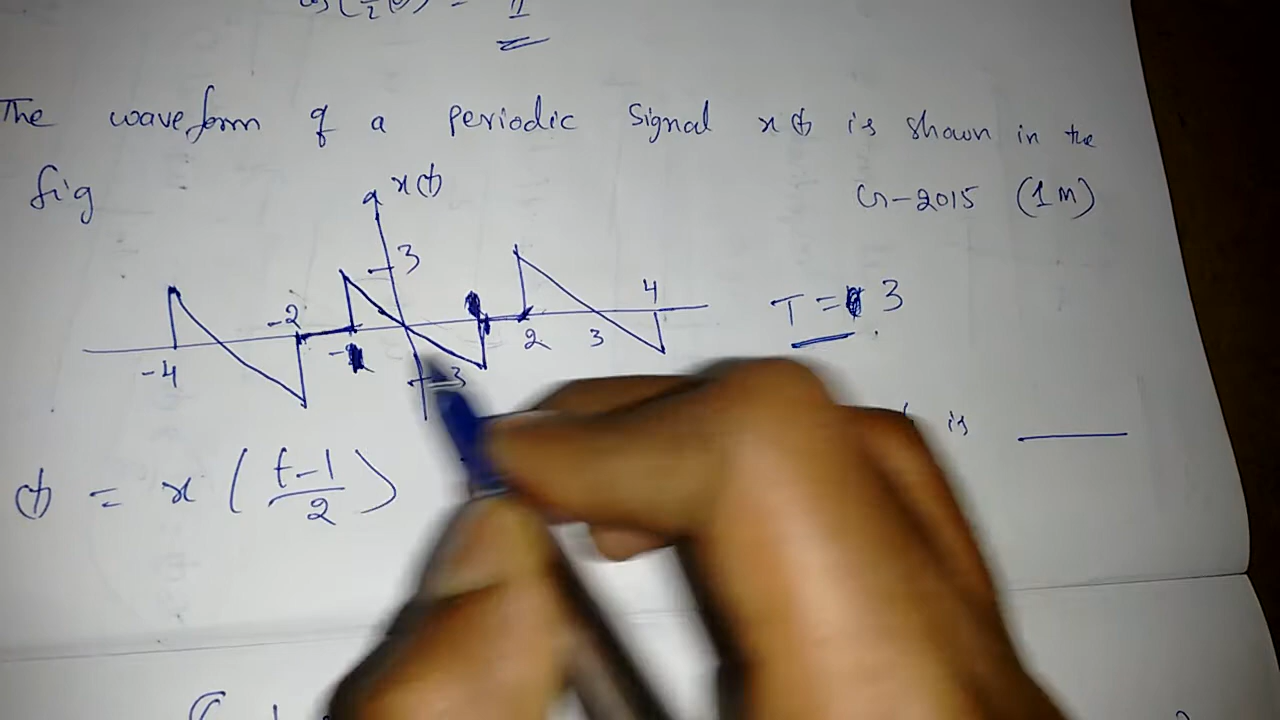 The waveform of a periodic signal x(t) is shown in the
fig G-2015 (1m)
x(t)
3
-2 4
T = 3
-4 2 3
-3
is
(t) = x ( t-1 / 2 )